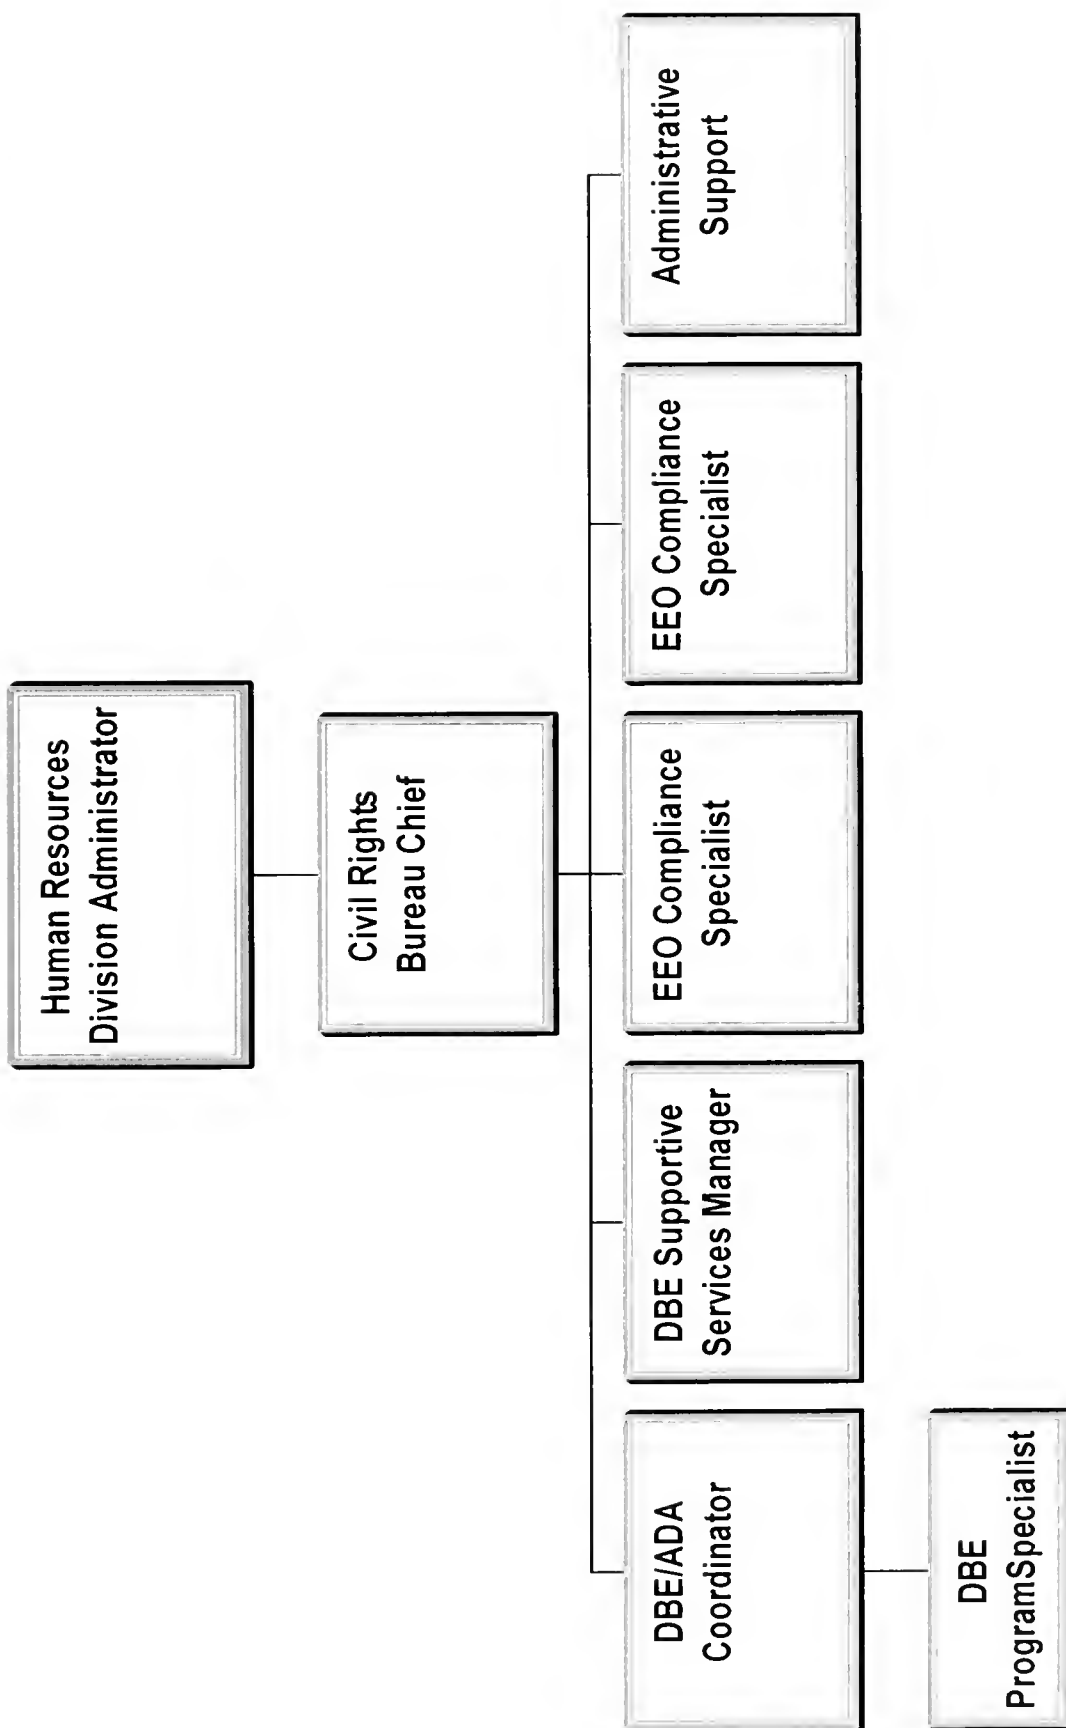 Human Resources
Division Administrator
Civil Rights
Bureau Chief
DBE/ADA
Coordinator
DBE Supportive
Services Manager
EEO Compliance
Specialist
EEO Compliance
Specialist
Administrative
Support
DBE
ProgramSpecialist